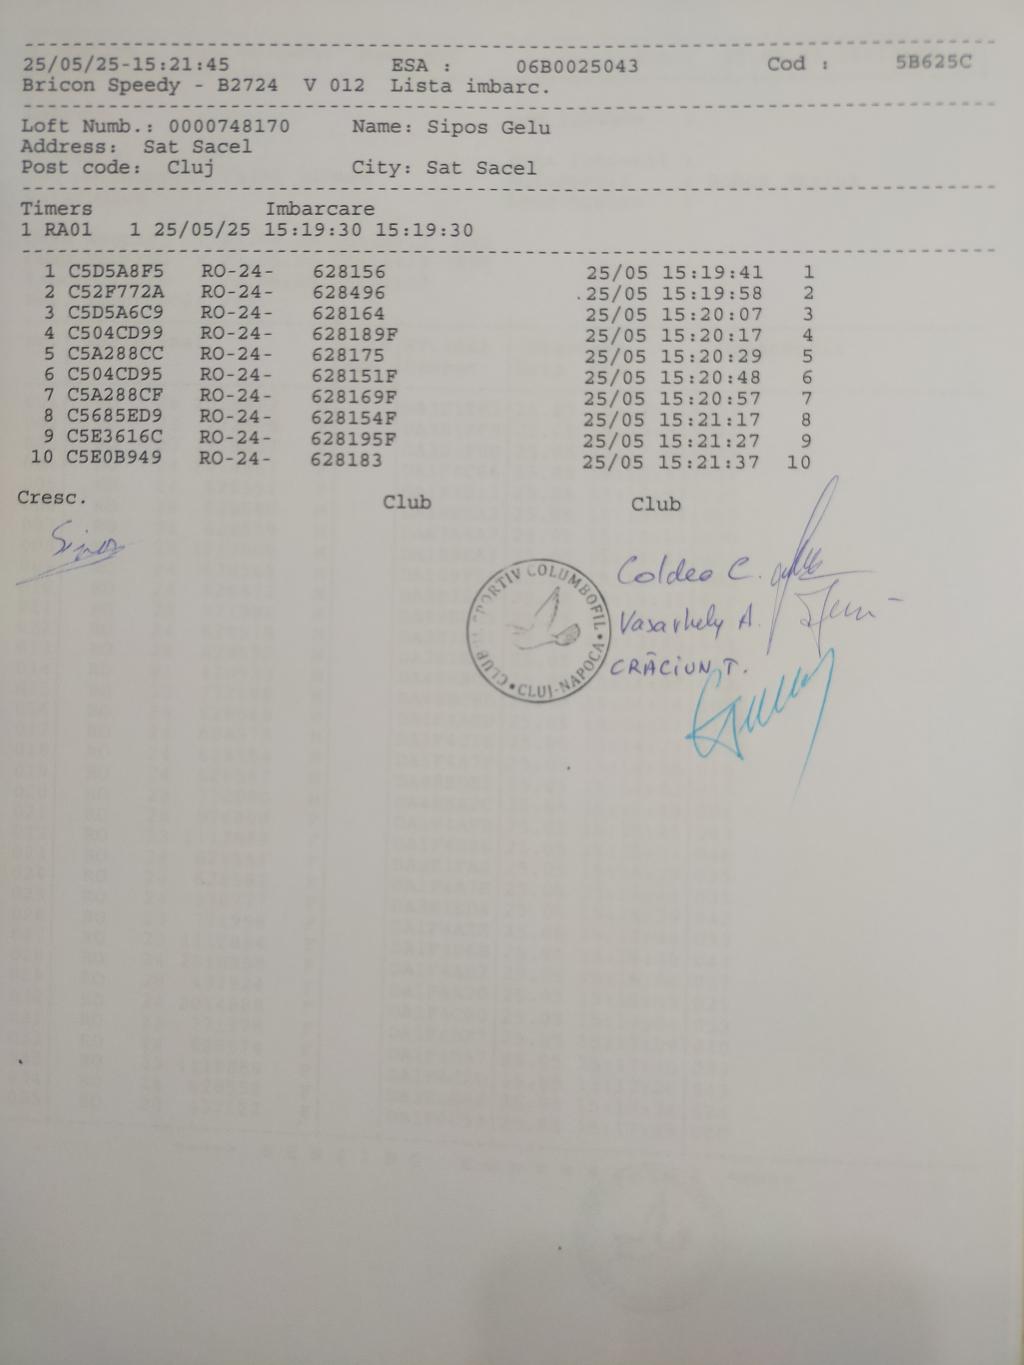 25/05/25-15:21:45 ESA : 06B0025043 Cod : 5B625C
Bricon Speedy - B2724 V 012 Lista imbarc.
Loft Numb.: 0000748170 Name: Sipos Gelu
Address: Sat Sacel
Post code: Cluj City: Sat Sacel
Timers Imbarcare
1 RA01 1 25/05/25 15:19:30 15:19:30
1 C5D5A8F5 RO-24- 628156 25/05 15:19:41 1
2 C52F772A RO-24- 628496 25/05 15:19:58 2
3 C5D5A6C9 RO-24- 628164 25/05 15:20:07 3
4 C504CD99 RO-24- 628189F 25/05 15:20:17 4
5 C5A288CC RO-24- 628175 25/05 15:20:29 5
6 C504CD95 RO-24- 628151F 25/05 15:20:48 6
7 C5A288CF RO-24- 628169F 25/05 15:20:57 7
8 C5685ED9 RO-24- 628154F 25/05 15:21:17 8
9 C5E3616C RO-24- 628195F 25/05 15:21:27 9
10 C5E0B949 RO-24- 628183 25/05 15:21:37 10
Cresc. Club Club
CLUBUL SPORTIV COLUMBOFIL • CLUJ-NAPOCA •
Coldea C.
Vasarhely A.
CRĂCIUN T.